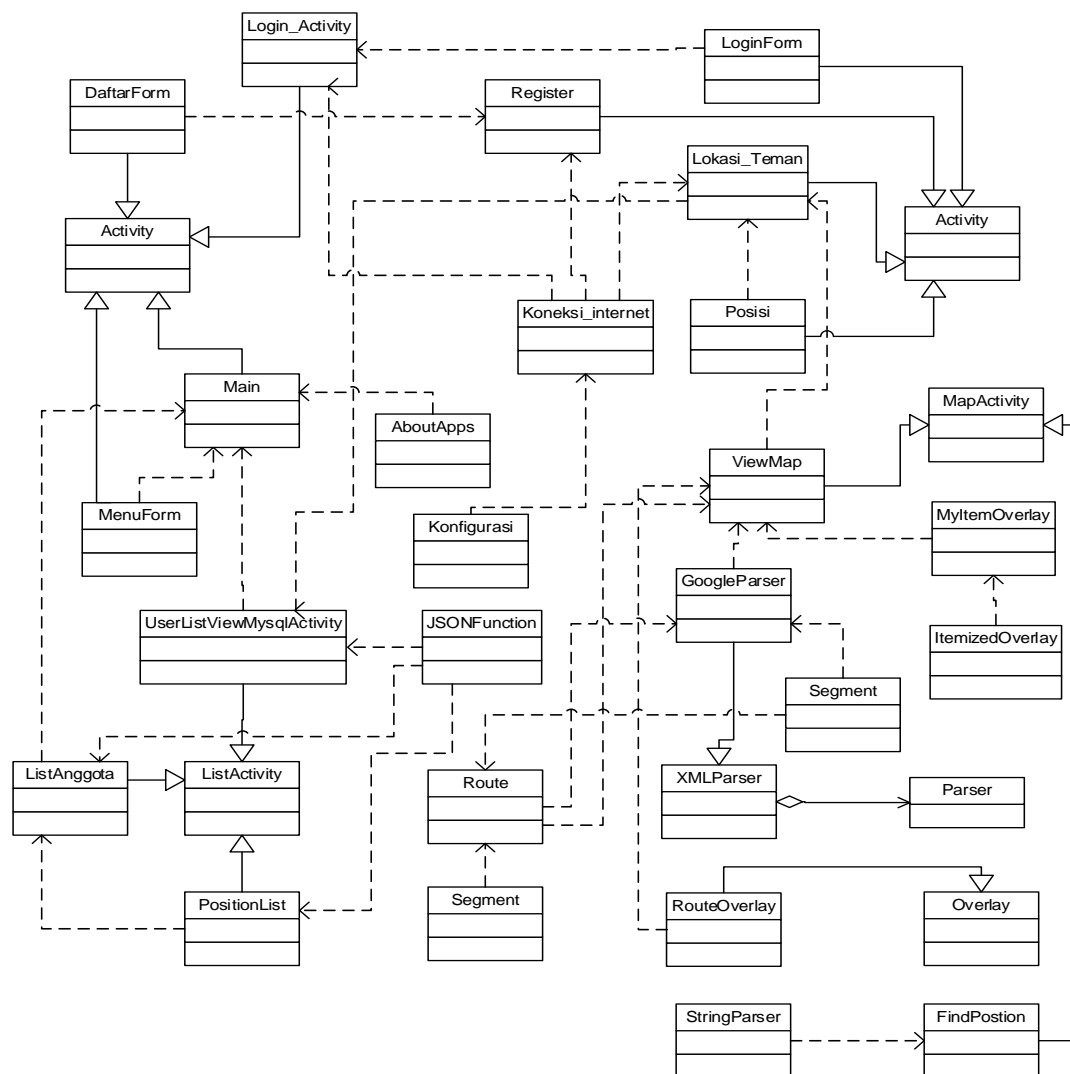 Login_Activity
LoginForm
DaftarForm
Register
Lokasi_Teman
Activity
Activity
Koneksi_internet
Posisi
Main
MapActivity
AboutApps
ViewMap
MenuForm
Konfigurasi
MyItemOverlay
GoogleParser
UserListViewMysqlActivity
JSONFunction
ItemizedOverlay
Segment
ListAnggota
ListActivity
Route
XMLParser
Parser
PositionList
Segment
RouteOverlay
Overlay
StringParser
FindPostion